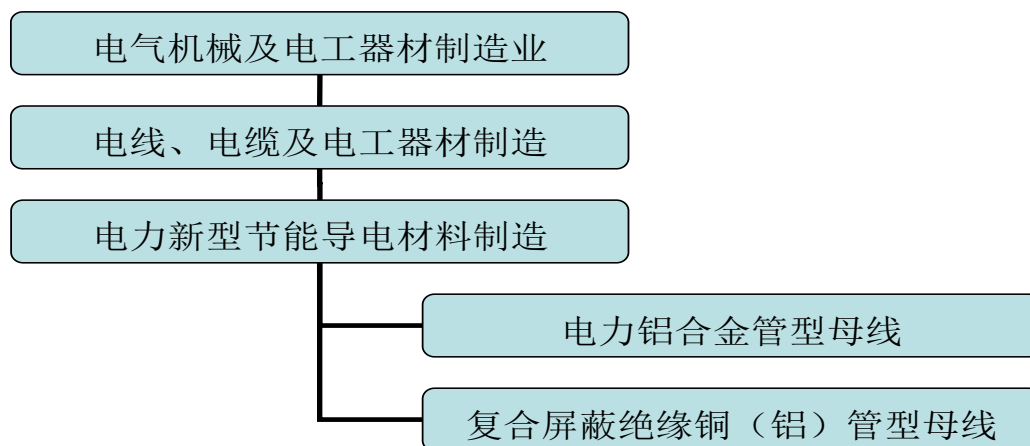 电气机械及电工器材制造业
电线、电缆及电工器材制造
电力新型节能导电材料制造
电力铝合金管型母线
复合屏蔽绝缘铜（铝）管型母线